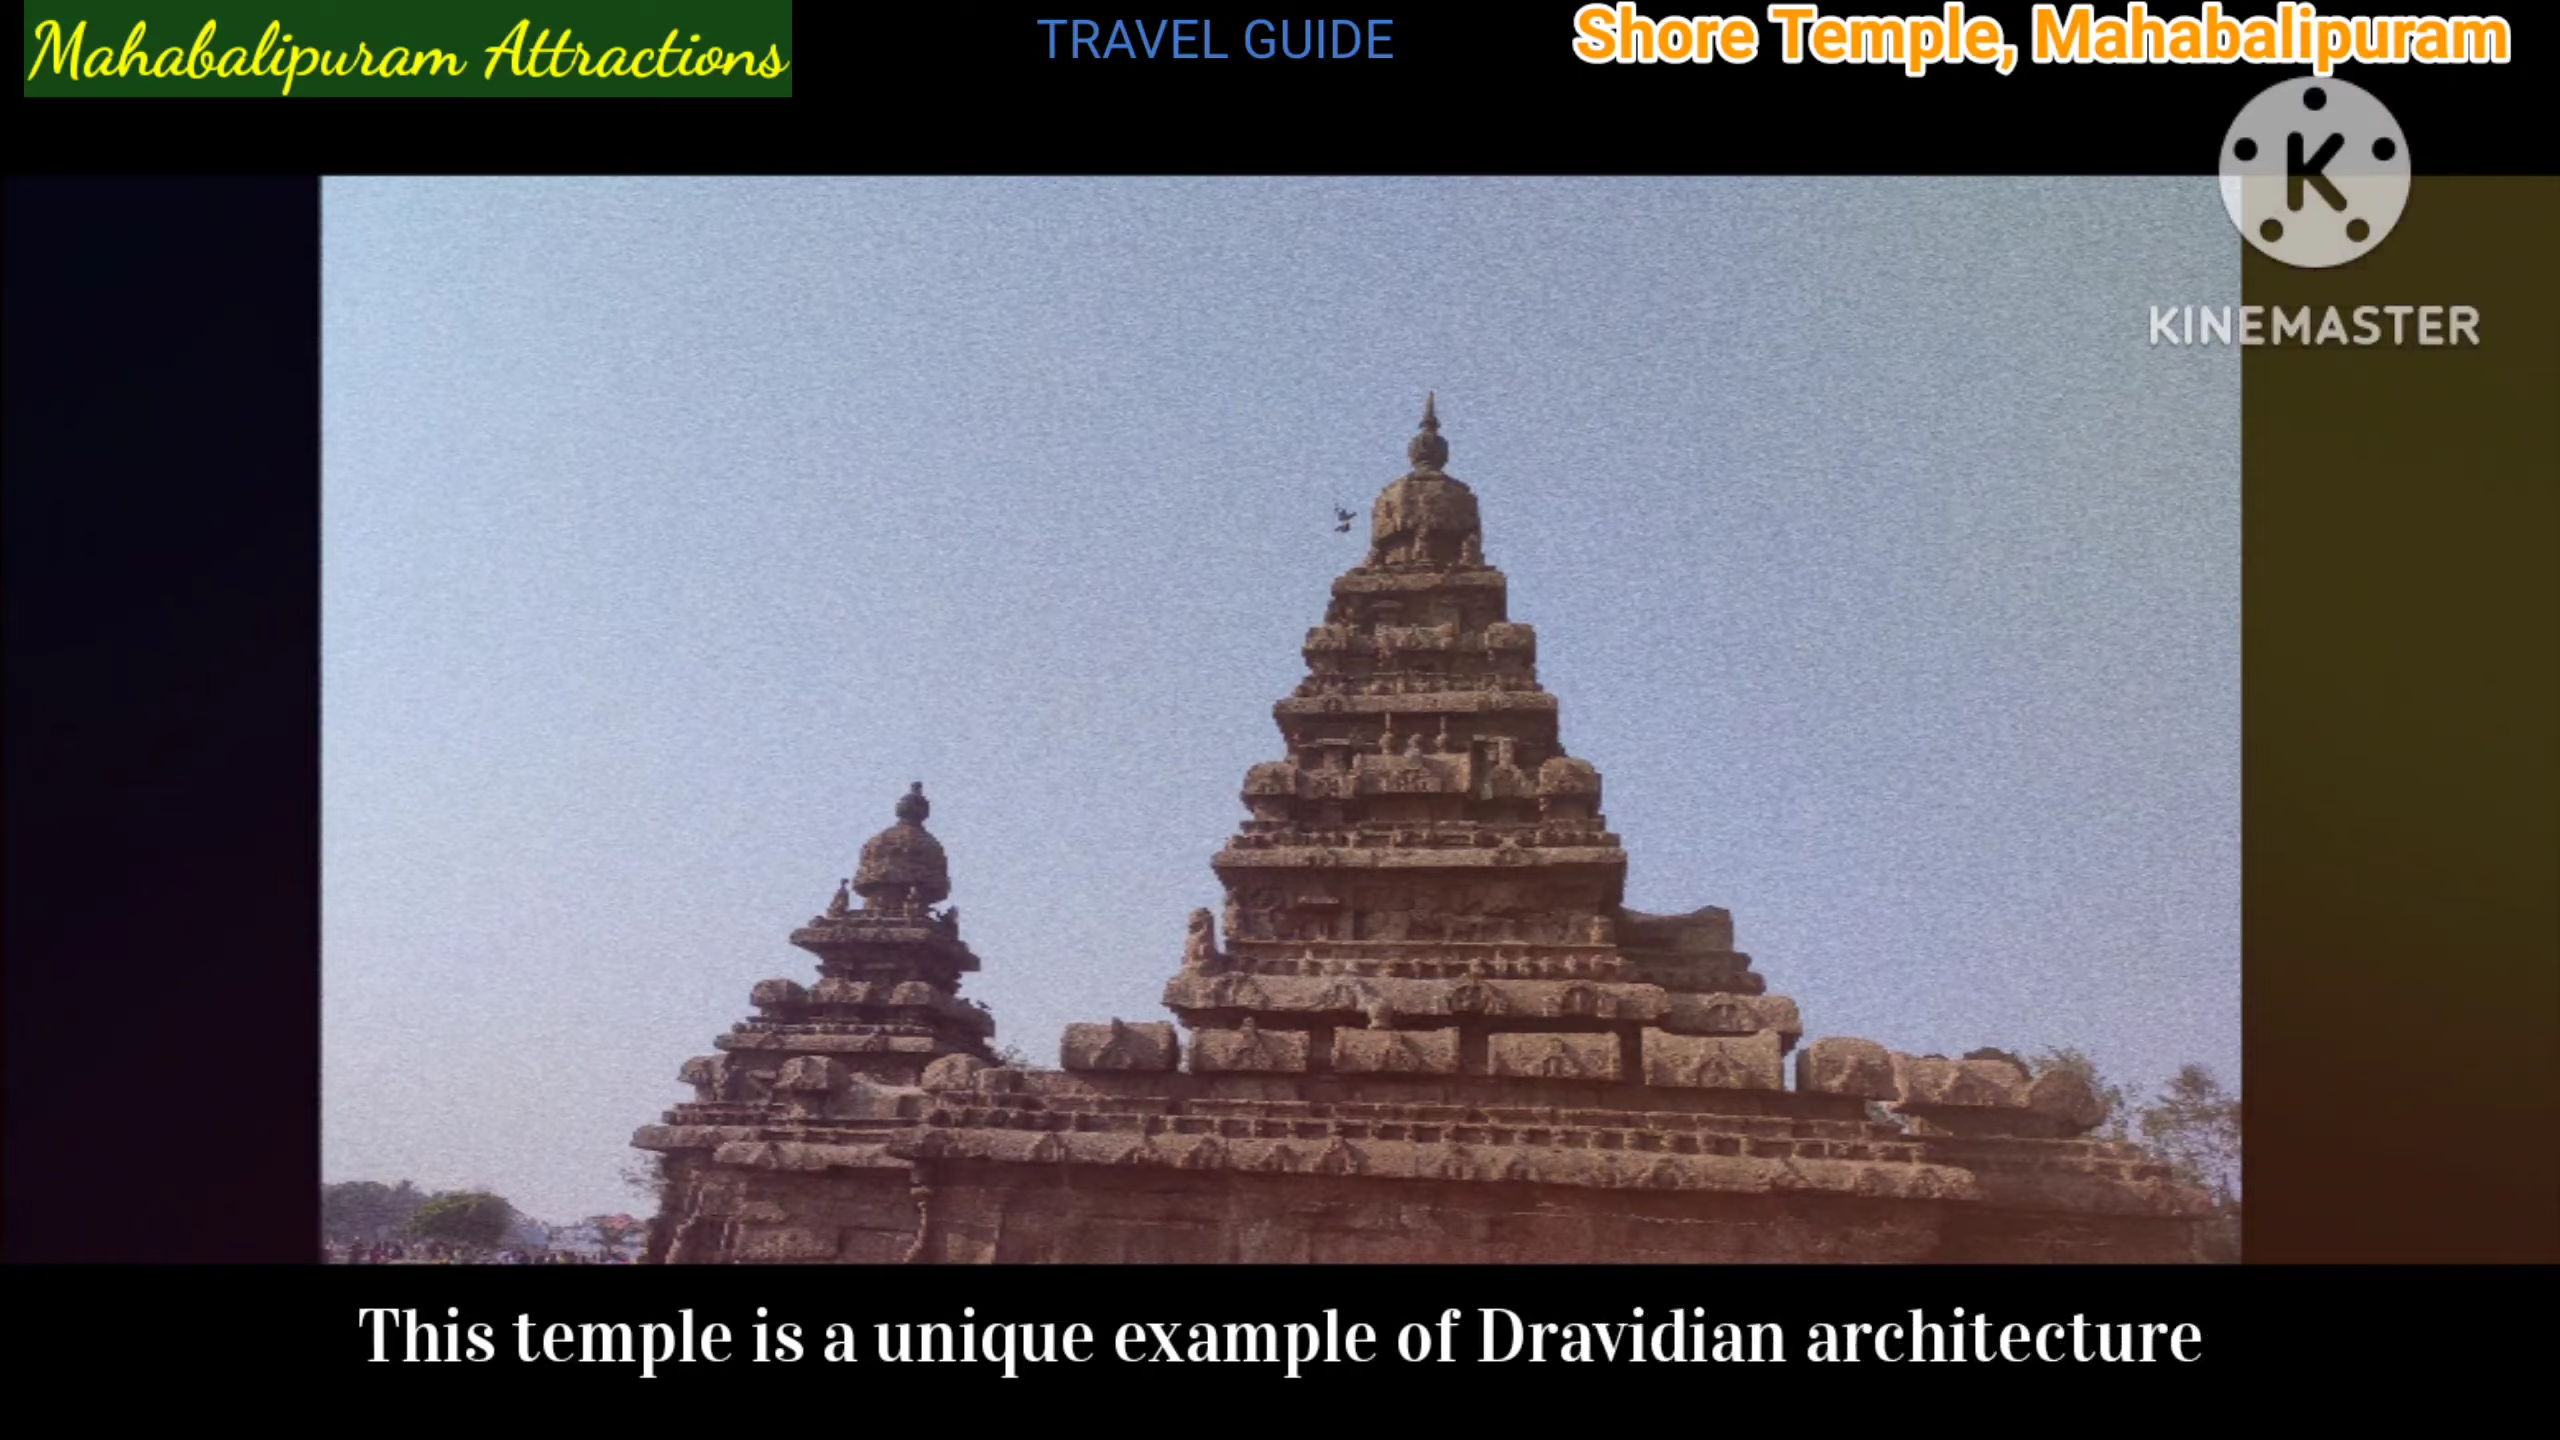 Mahabalipuram Attractions
TRAVEL GUIDE
Shore Temple, Mahabalipuram
K
KINEMASTER
This temple is a unique example of Dravidian architecture